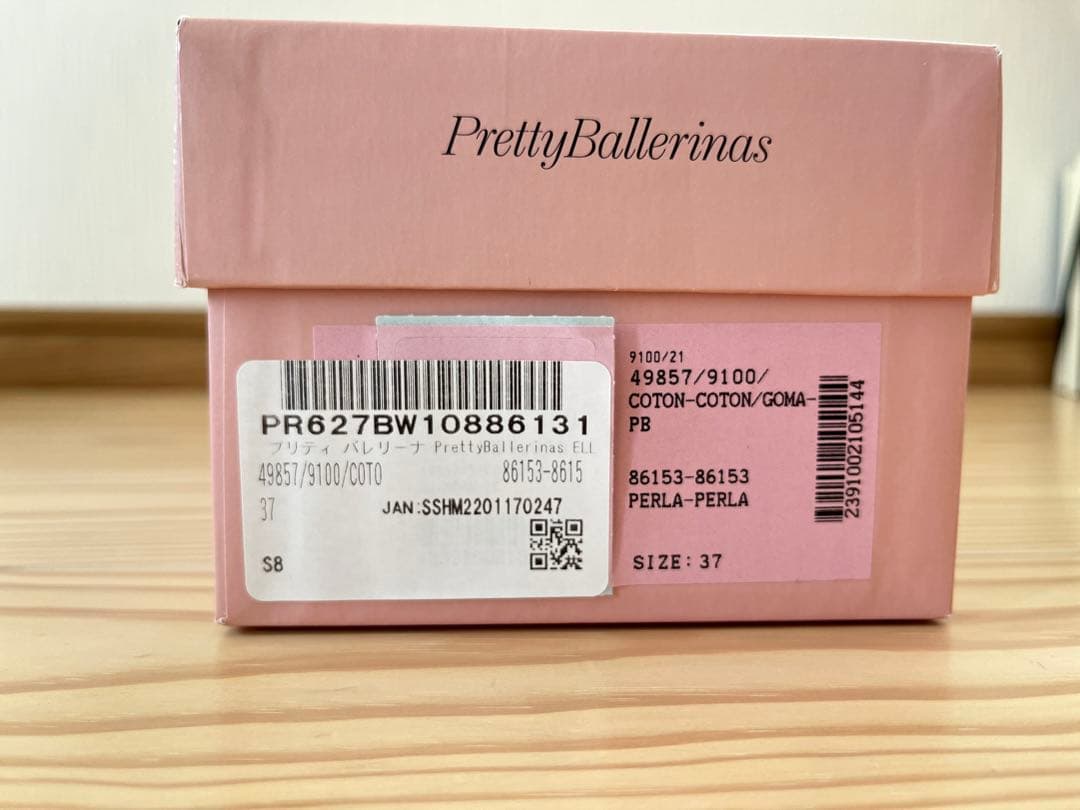 PrettyBallerinas
PR627BW10886131
プリティ バレリーナ PrettyBallerinas ELL
49857/9100/COTO 86153-8615
37
JAN:SSHM2201170247
S8
9100/21
49857/9100/
COTON-COTON/GOMA-
PB
86153-86153
PERLA-PERLA
SIZE:37
2391002105144